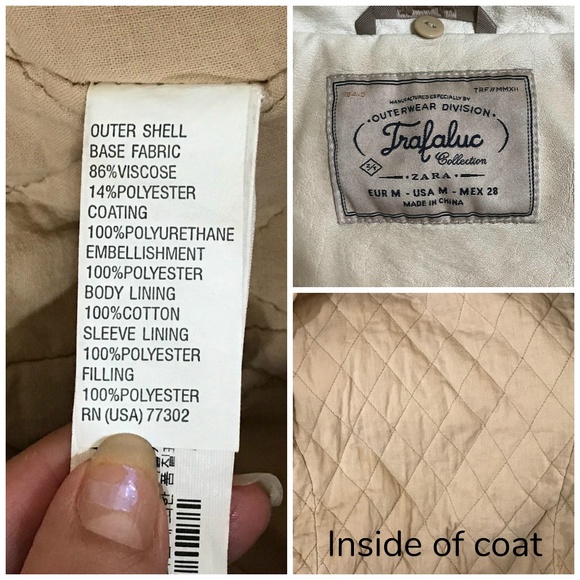 OUTER SHELL
BASE FABRIC
86%VISCOSE
14%POLYESTER
COATING
100%POLYURETHANE
EMBELLISHMENT
100%POLYESTER
BODY LINING
100%COTTON
SLEEVE LINING
100%POLYESTER
FILLING
100%POLYESTER
RN (USA) 77302
TRF//MMXII
MANUFACTURED ESPECIALLY BY
·OUTERWEAR DIVISION·
Trafaluc
Collection
·ZARA·
EUR M - USA M - MEX 28
MADE IN CHINA
Inside of coat